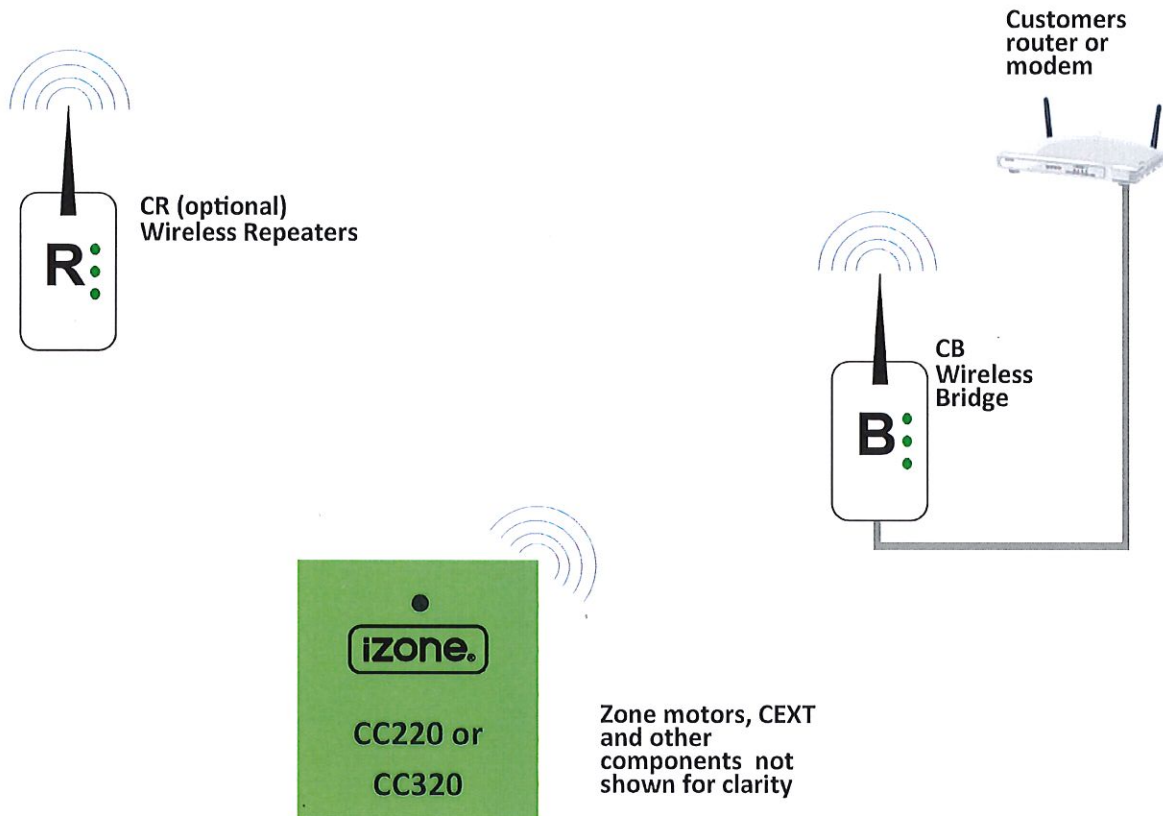 Customers
router or
modem
CR (optional)
Wireless Repeaters
R
CB
Wireless
Bridge
B
izone®
CC220 or
CC320
Zone motors, CEXT
and other
components not
shown for clarity